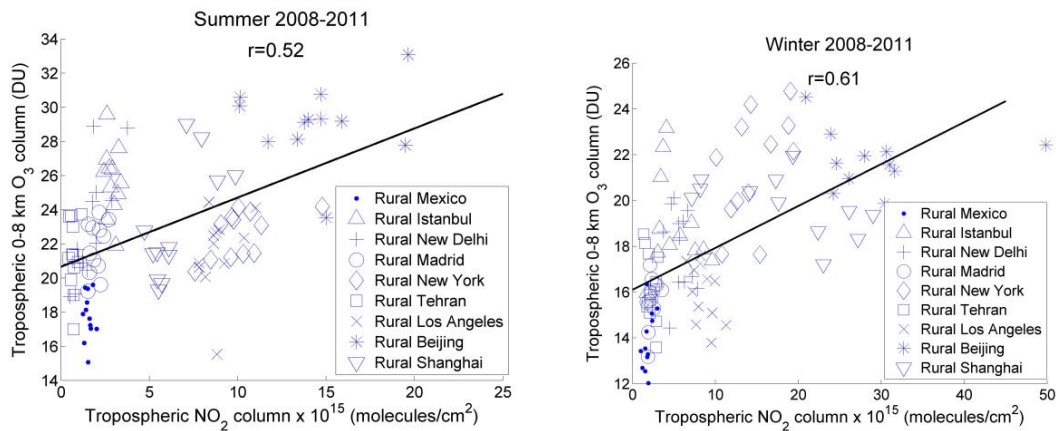 Summer 2008-2011
r=0.52
Tropospheric 0-8 km O3 column (DU)
34
32
30
28
26
24
22
20
18
16
14
0
5
10
15
20
25
Tropospheric NO2 column x 10^15 (molecules/cm^2)
Rural Mexico
Rural Istanbul
Rural New Delhi
Rural Madrid
Rural New York
Rural Tehran
Rural Los Angeles
Rural Beijing
Rural Shanghai
Winter 2008-2011
r=0.61
Tropospheric 0-8 km O3 column (DU)
26
24
22
20
18
16
14
12
0
10
20
30
40
50
Tropospheric NO2 column x 10^15 (molecules/cm^2)
Rural Mexico
Rural Istanbul
Rural New Delhi
Rural Madrid
Rural New York
Rural Tehran
Rural Los Angeles
Rural Beijing
Rural Shanghai